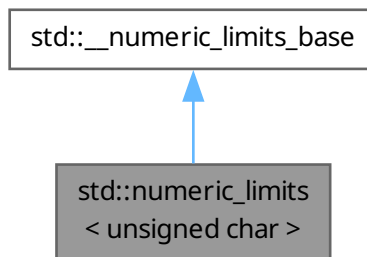 std::__numeric_limits_base
std::numeric_limits
< unsigned char >